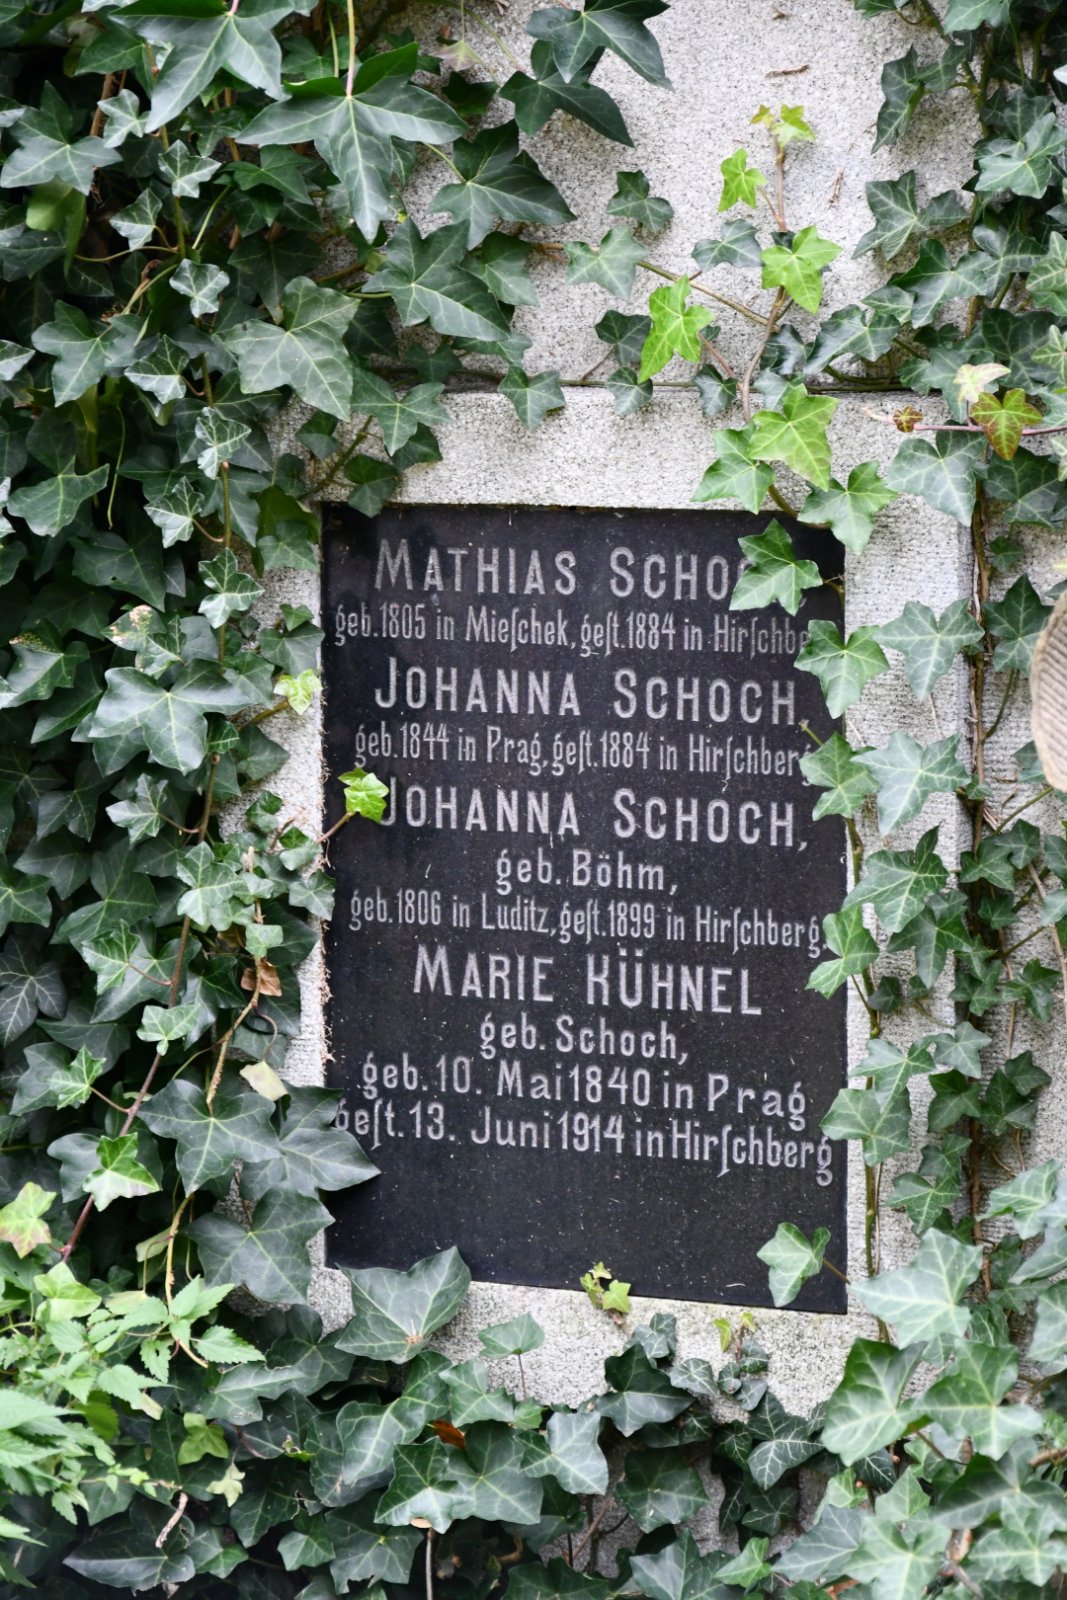 MATHIAS SCHOCH,
geb. 1805 in Mieſchek, geſt. 1884 in Hirſchberg
JOHANNA SCHOCH,
geb. 1844 in Prag, geſt. 1884 in Hirſchberg,
JOHANNA SCHOCH,
geb. Böhm,
geb. 1806 in Luditz, geſt. 1899 in Hirſchberg,
MARIE KÜHNEL
geb. Schoch,
geb. 10. Mai 1840 in Prag
geſt. 13. Juni 1914 in Hirſchberg